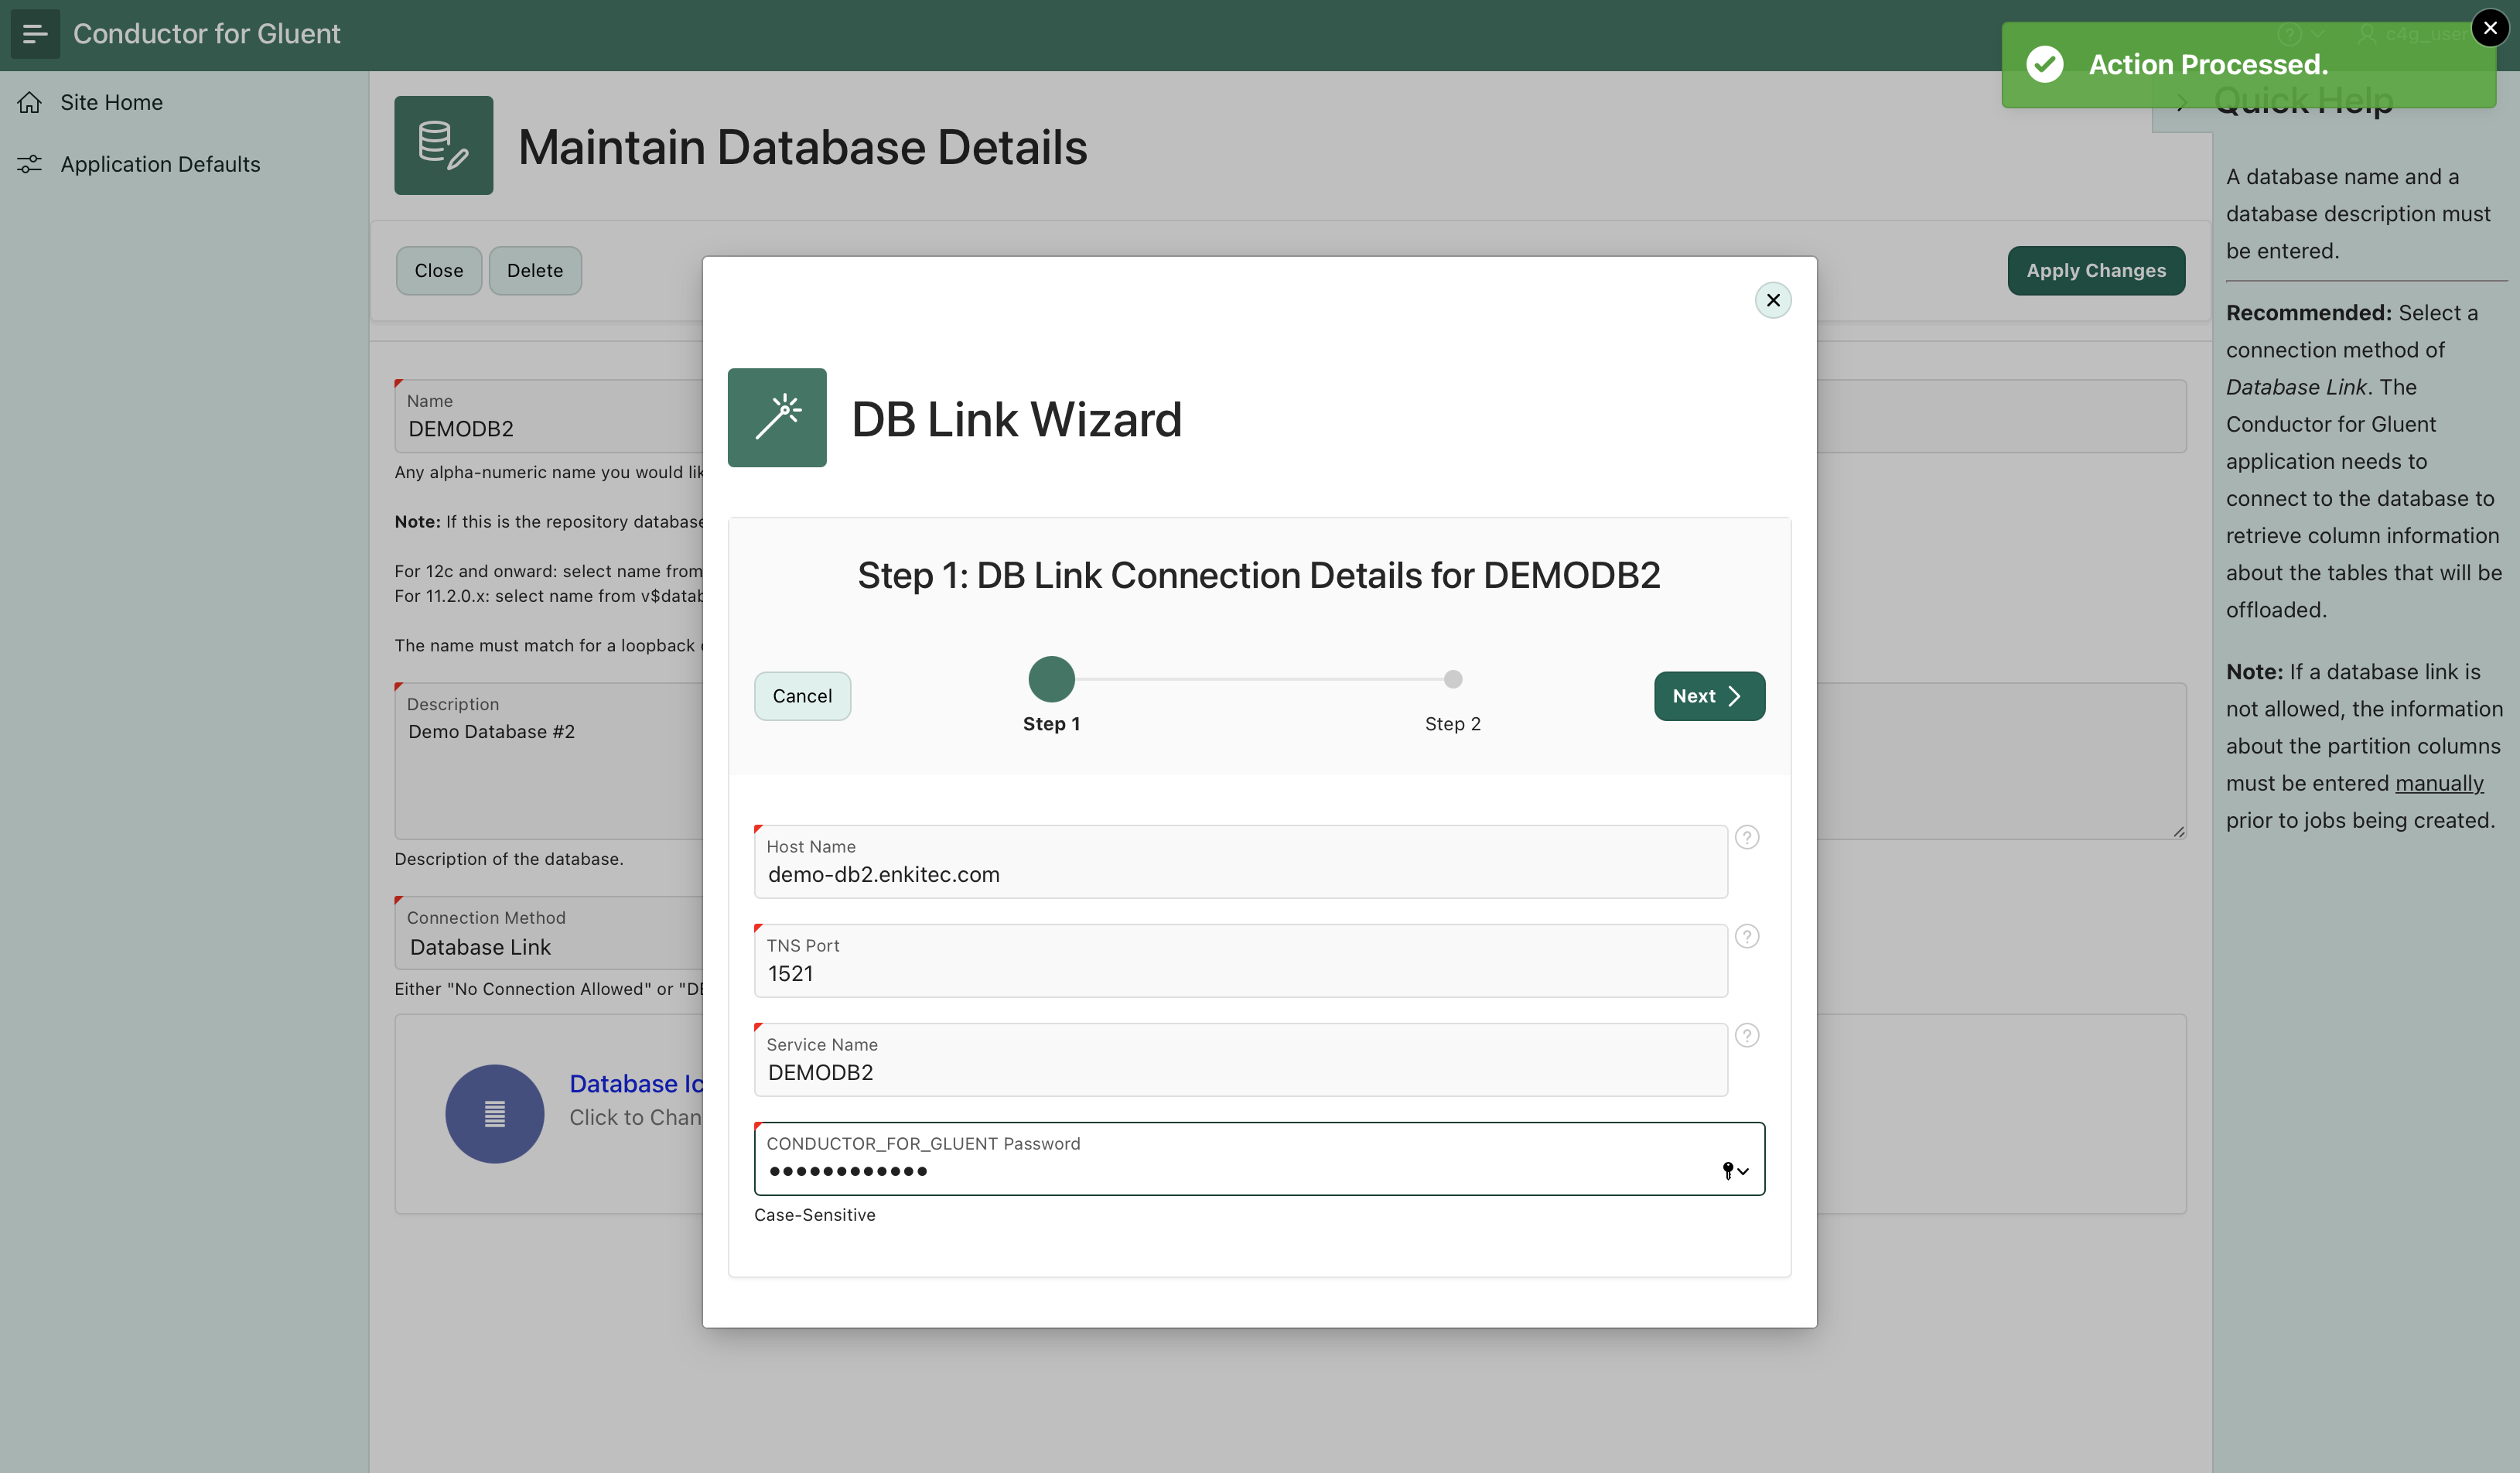 Conductor for Gluent
c4g_user
Action Processed.
Site Home
Application Defaults
Maintain Database Details
Close
Delete
Apply Changes
Name
DEMODB2
Any alpha-numeric name you would
Note: If this is the repository database
For 12c and onward: select name from
For 11.2.0.x: select name from
The name must match for a loopback
Description
Demo Database #2
Description of the database.
Connection Method
Database Link
Either "No Connection Allowed" or
Database
Click to
DB Link Wizard
Step 1: DB Link Connection Details for DEMODB2
Cancel
Step 1
Step 2
Next
Host Name
demo-db2.enkitec.com
TNS Port
1521
Service Name
DEMODB2
CONDUCTOR_FOR_GLUENT Password
••••••••••••
Case-Sensitive
Quick Help
A database name and a
database description must
be entered.
Recommended: Select a
connection method of
Database Link. The
Conductor for Gluent
application needs to
connect to the database to
retrieve column information
about the tables that will be
offloaded.
Note: If a database link is
not allowed, the information
about the partition columns
must be entered manually
prior to jobs being created.